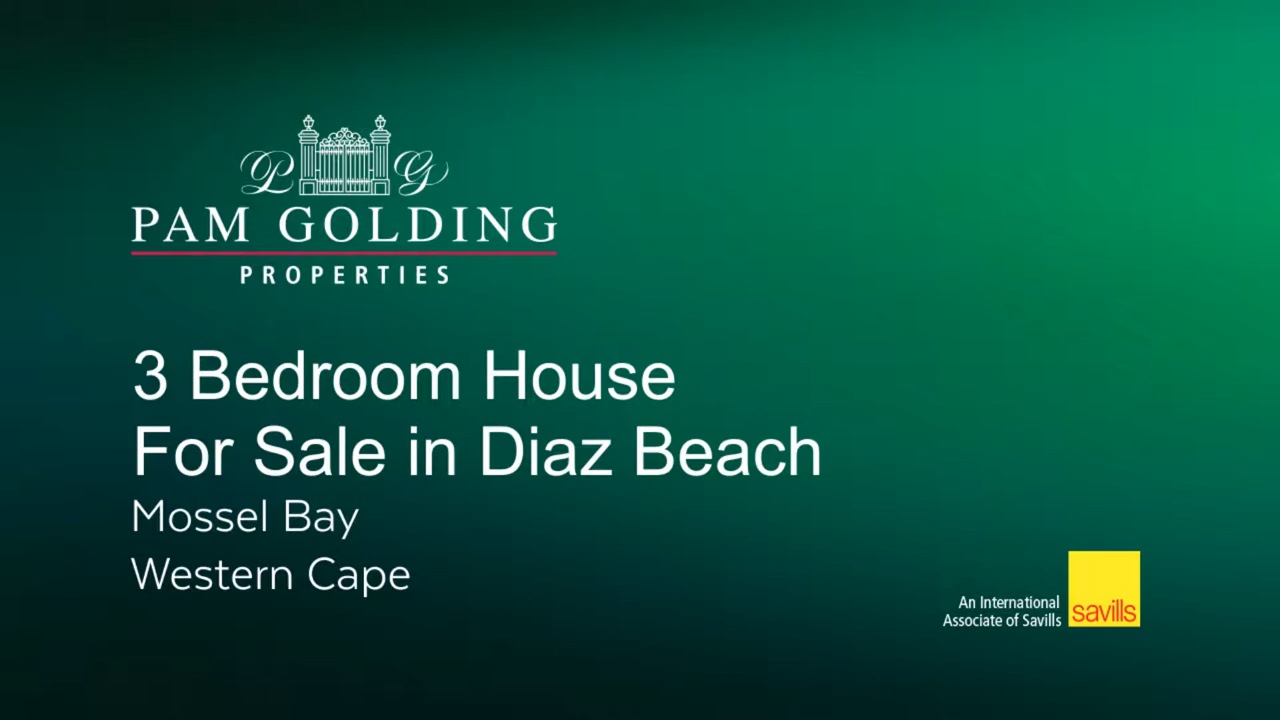 P G
PAM GOLDING
PROPERTIES
3 Bedroom House
For Sale in Diaz Beach
Mossel Bay
Western Cape
An International
Associate of Savills
savills